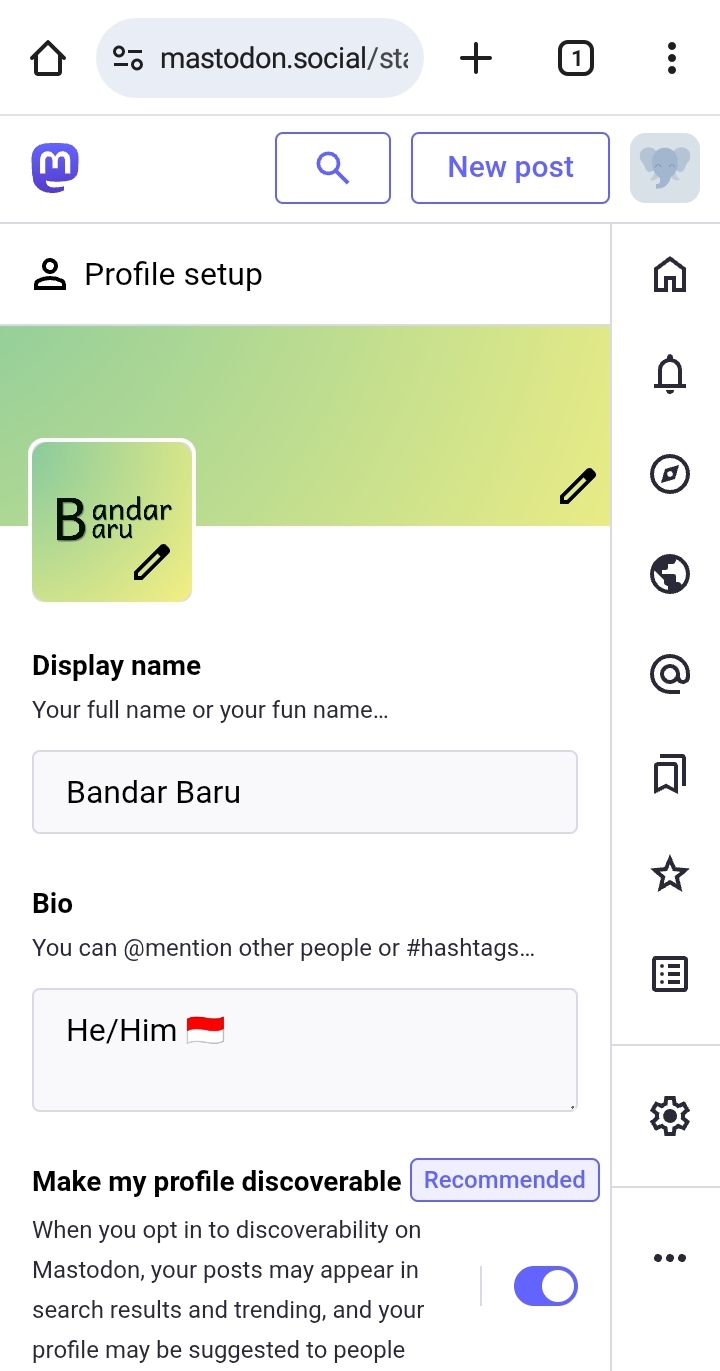 mastodon.social/sta
1
New post
Profile setup
Bandar
Baru
Display name
Your full name or your fun name…
Bandar Baru
Bio
You can @mention other people or #hashtags…
He/Him 🇮🇩
Make my profile discoverable Recommended
When you opt in to discoverability on
Mastodon, your posts may appear in
search results and trending, and your
profile may be suggested to people